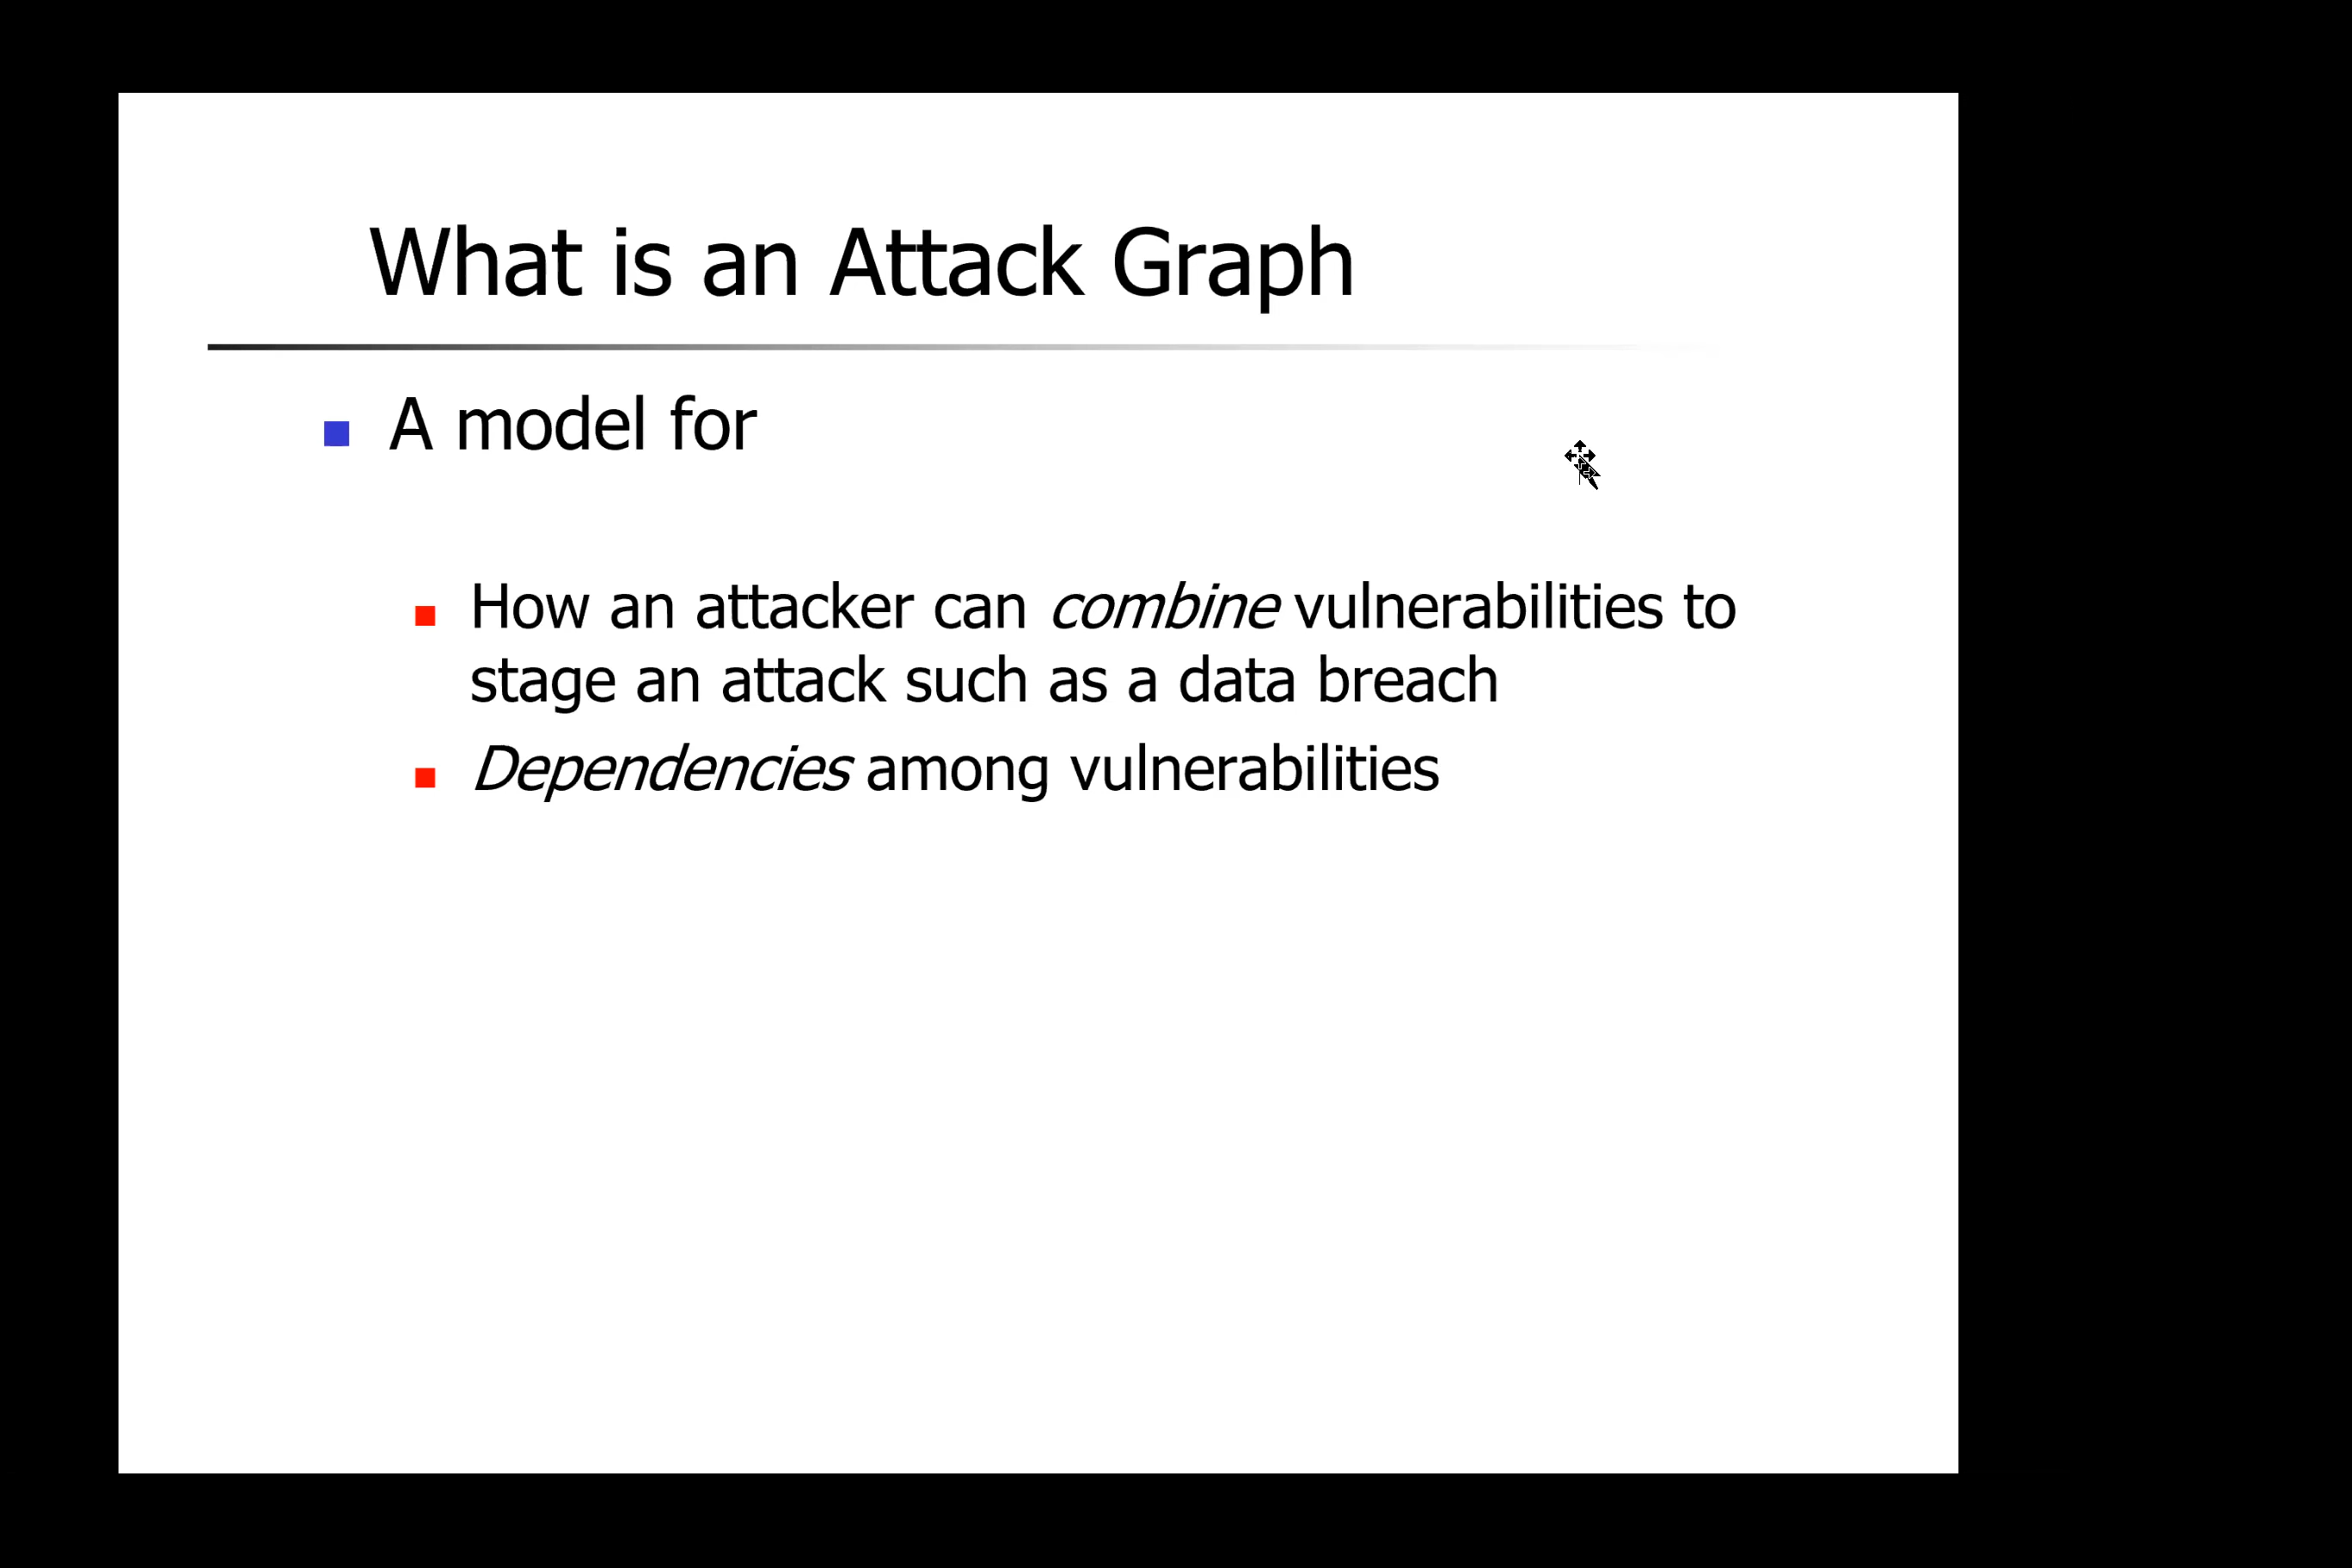 What is an Attack Graph
A model for
How an attacker can combine vulnerabilities to
stage an attack such as a data breach
Dependencies among vulnerabilities